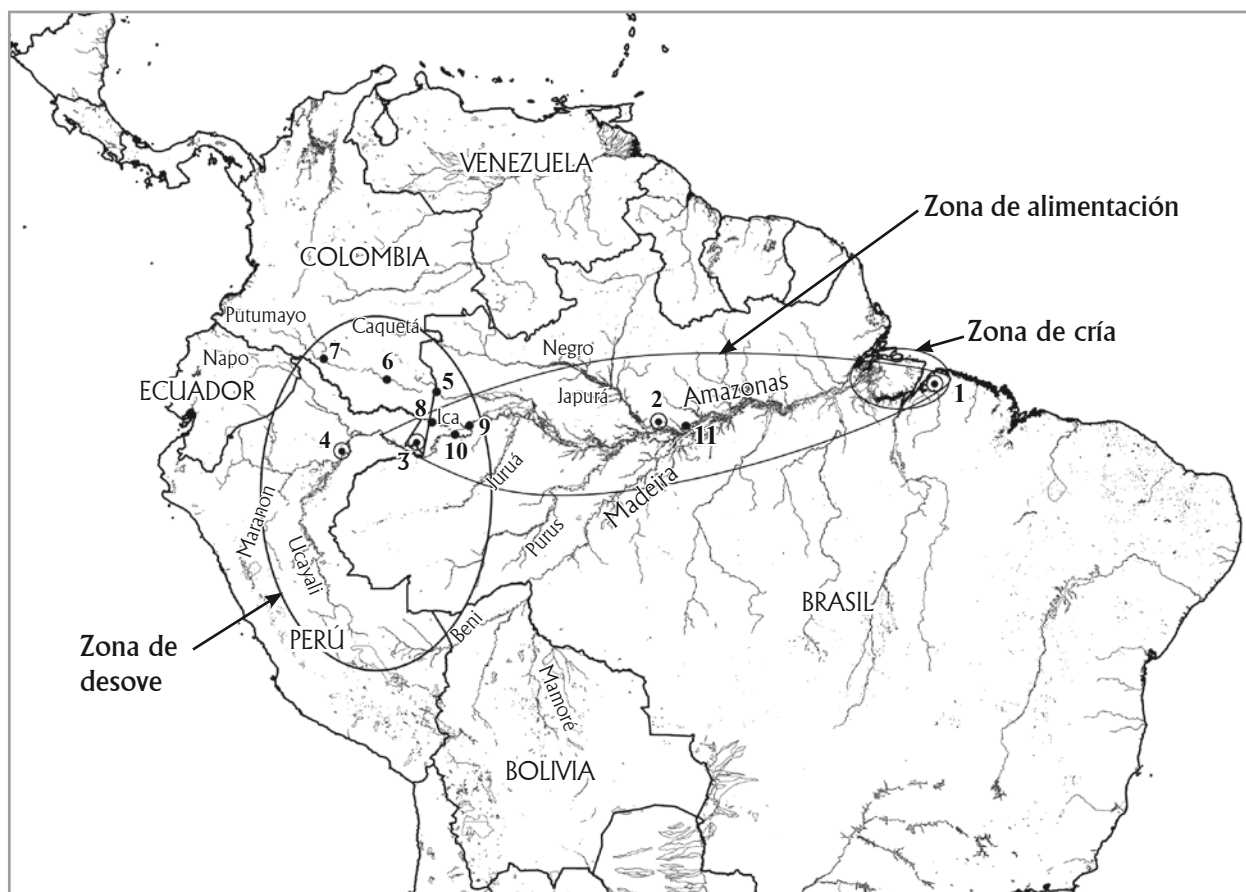 VENEZUELA
Zona de alimentación
COLOMBIA
Putumayo
Caquetá
Zona de cría
Napo
7
6
Negro
ECUADOR
5
Japurá
Amazonas
1
8
Ica
9
2
4
3
10
11
Juruá
Madeira
Maranon
Purus
Ucayali
BRASIL
PERÚ
Beni
Zona de
desove
Mamoré
BOLIVIA